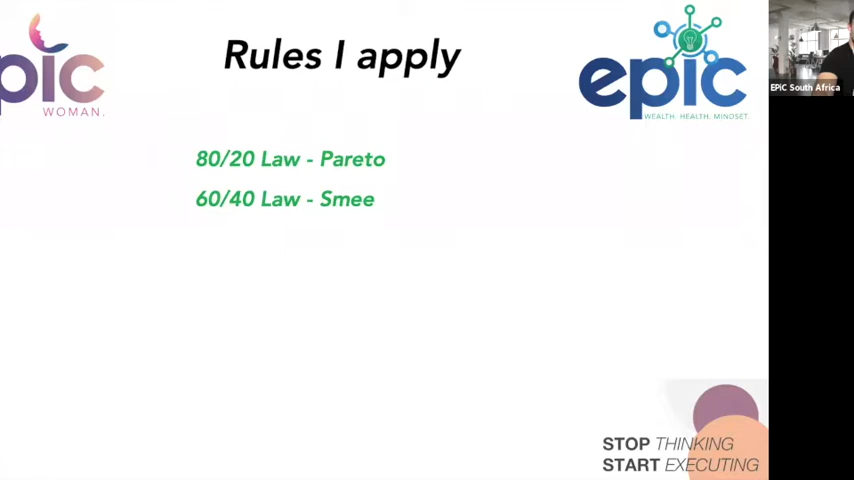 Rules I apply
pic
WOMAN.
epic
WEALTH. HEALTH. MINDSET.
EPIC South Africa
80/20 Law - Pareto
60/40 Law - Smee
STOP THINKING
START EXECUTING